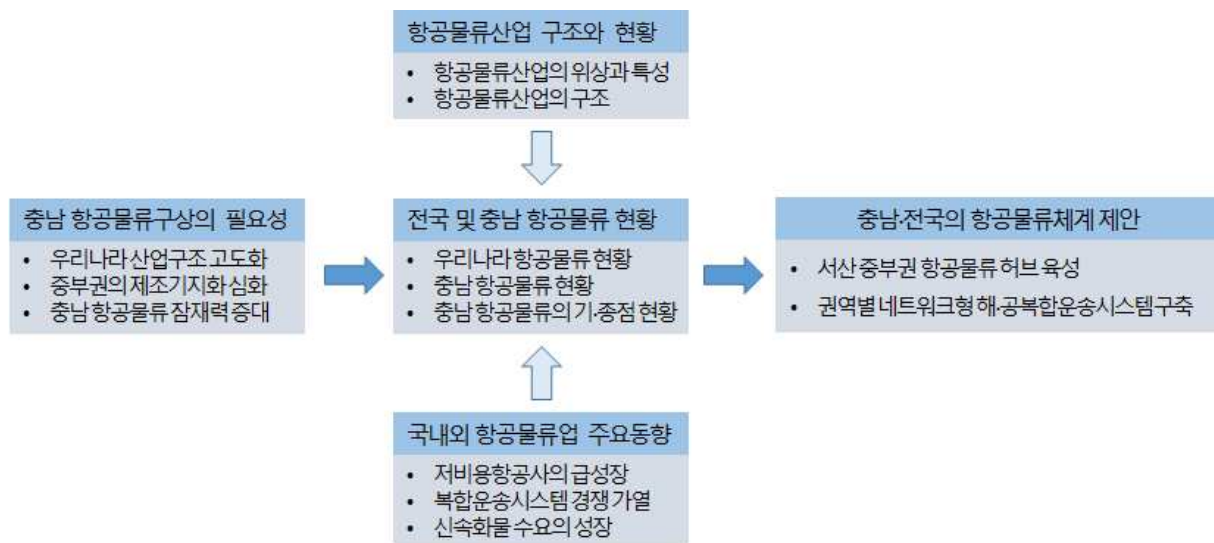 항공물류산업 구조와 현황
• 항공물류산업의 위상과 특성
• 항공물류산업의 구조
충남 항공물류구상의 필요성
• 우리나라 산업구조 고도화
• 중부권의 제조기지화 심화
• 충남 항공물류 잠재력 증대
전국 및 충남 항공물류 현황
• 우리나라 항공물류 현황
• 충남 항공물류 현황
• 충남 항공물류의 기·종점 현황
충남·전국의 항공물류체계 제안
• 서산 중부권 항공물류 허브 육성
• 권역별 네트워크형 해·공복합운송시스템 구축
국내외 항공물류업 주요동향
• 저비용항공사의 급성장
• 복합운송시스템 경쟁 가열
• 신속화물 수요의 성장